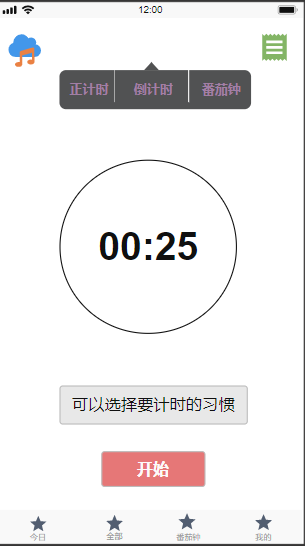 12:00
正计时 倒计时 番茄钟
00:25
可以选择要计时的习惯
开始
今日 全部 番茄钟 我的